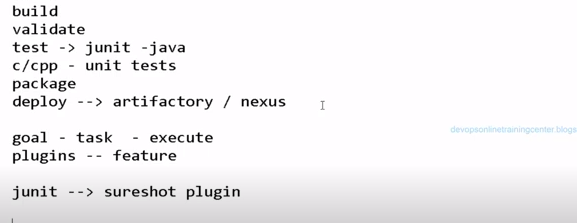 build
validate
test -> junit -java
c/cpp - unit tests
package
deploy --> artifactory / nexus
devopsonlinetrainingcenter.blogs
goal - task  - execute
plugins -- feature
junit --> sureshot plugin